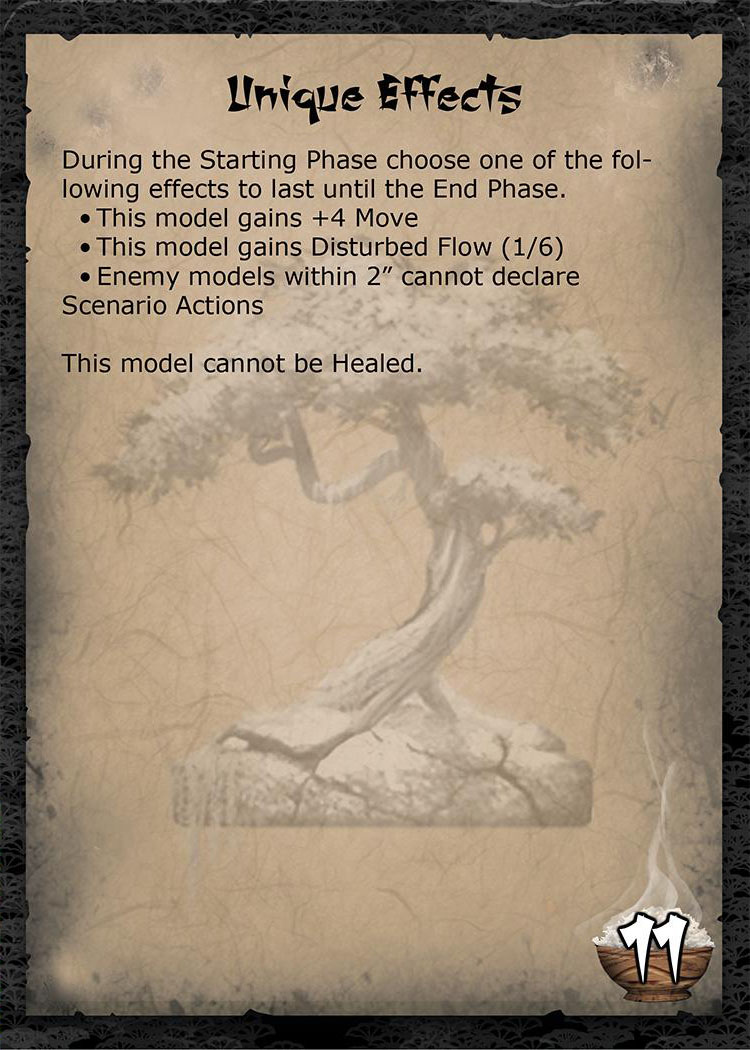 Unique Effects
During the Starting Phase choose one of the fol-
lowing effects to last until the End Phase.
• This model gains +4 Move
• This model gains Disturbed Flow (1/6)
• Enemy models within 2” cannot declare
Scenario Actions
This model cannot be Healed.
11